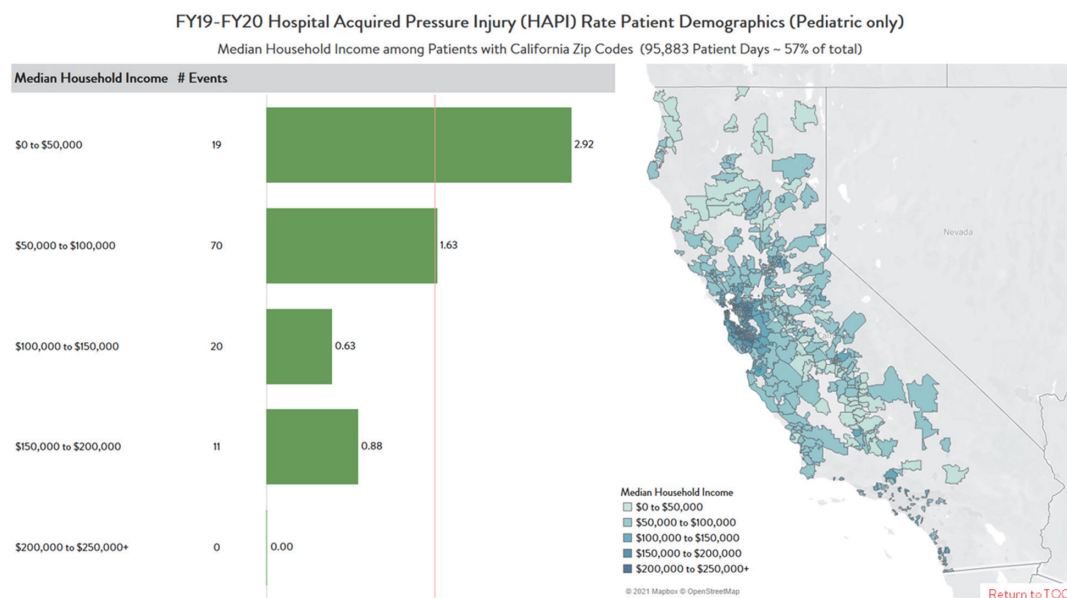 FY19-FY20 Hospital Acquired Pressure Injury (HAPI) Rate Patient Demographics (Pediatric only)
Median Household Income among Patients with California Zip Codes (95,883 Patient Days ~ 57% of total)
Median Household Income # Events
$0 to $50,000 19 2.92
$50,000 to $100,000 70 1.63
$100,000 to $150,000 20 0.63
$150,000 to $200,000 11 0.88
$200,000 to $250,000+ 0 0.00
Nevada
Median Household Income
$0 to $50,000
$50,000 to $100,000
$100,000 to $150,000
$150,000 to $200,000
$200,000 to $250,000+
© 2021 Mapbox © OpenStreetMap
Return to TOC